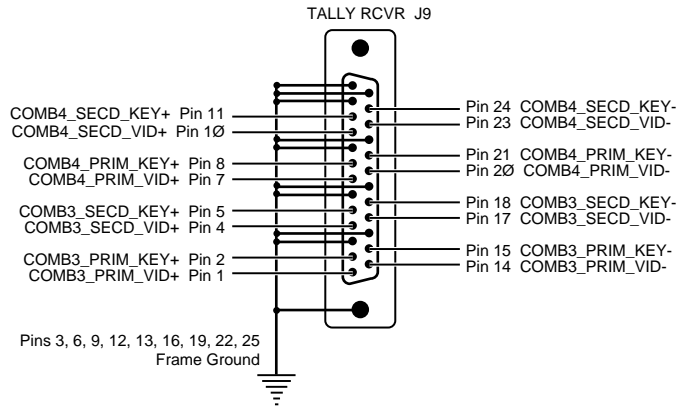 TALLY RCVR J9
COMB4_SECD_KEY+ Pin 11
COMB4_SECD_VID+ Pin 1Ø
COMB4_PRIM_KEY+ Pin 8
COMB4_PRIM_VID+ Pin 7
COMB3_SECD_KEY+ Pin 5
COMB3_SECD_VID+ Pin 4
COMB3_PRIM_KEY+ Pin 2
COMB3_PRIM_VID+ Pin 1
Pin 24 COMB4_SECD_KEY-
Pin 23 COMB4_SECD_VID-
Pin 21 COMB4_PRIM_KEY-
Pin 2Ø COMB4_PRIM_VID-
Pin 18 COMB3_SECD_KEY-
Pin 17 COMB3_SECD_VID-
Pin 15 COMB3_PRIM_KEY-
Pin 14 COMB3_PRIM_VID-
Pins 3, 6, 9, 12, 13, 16, 19, 22, 25
Frame Ground